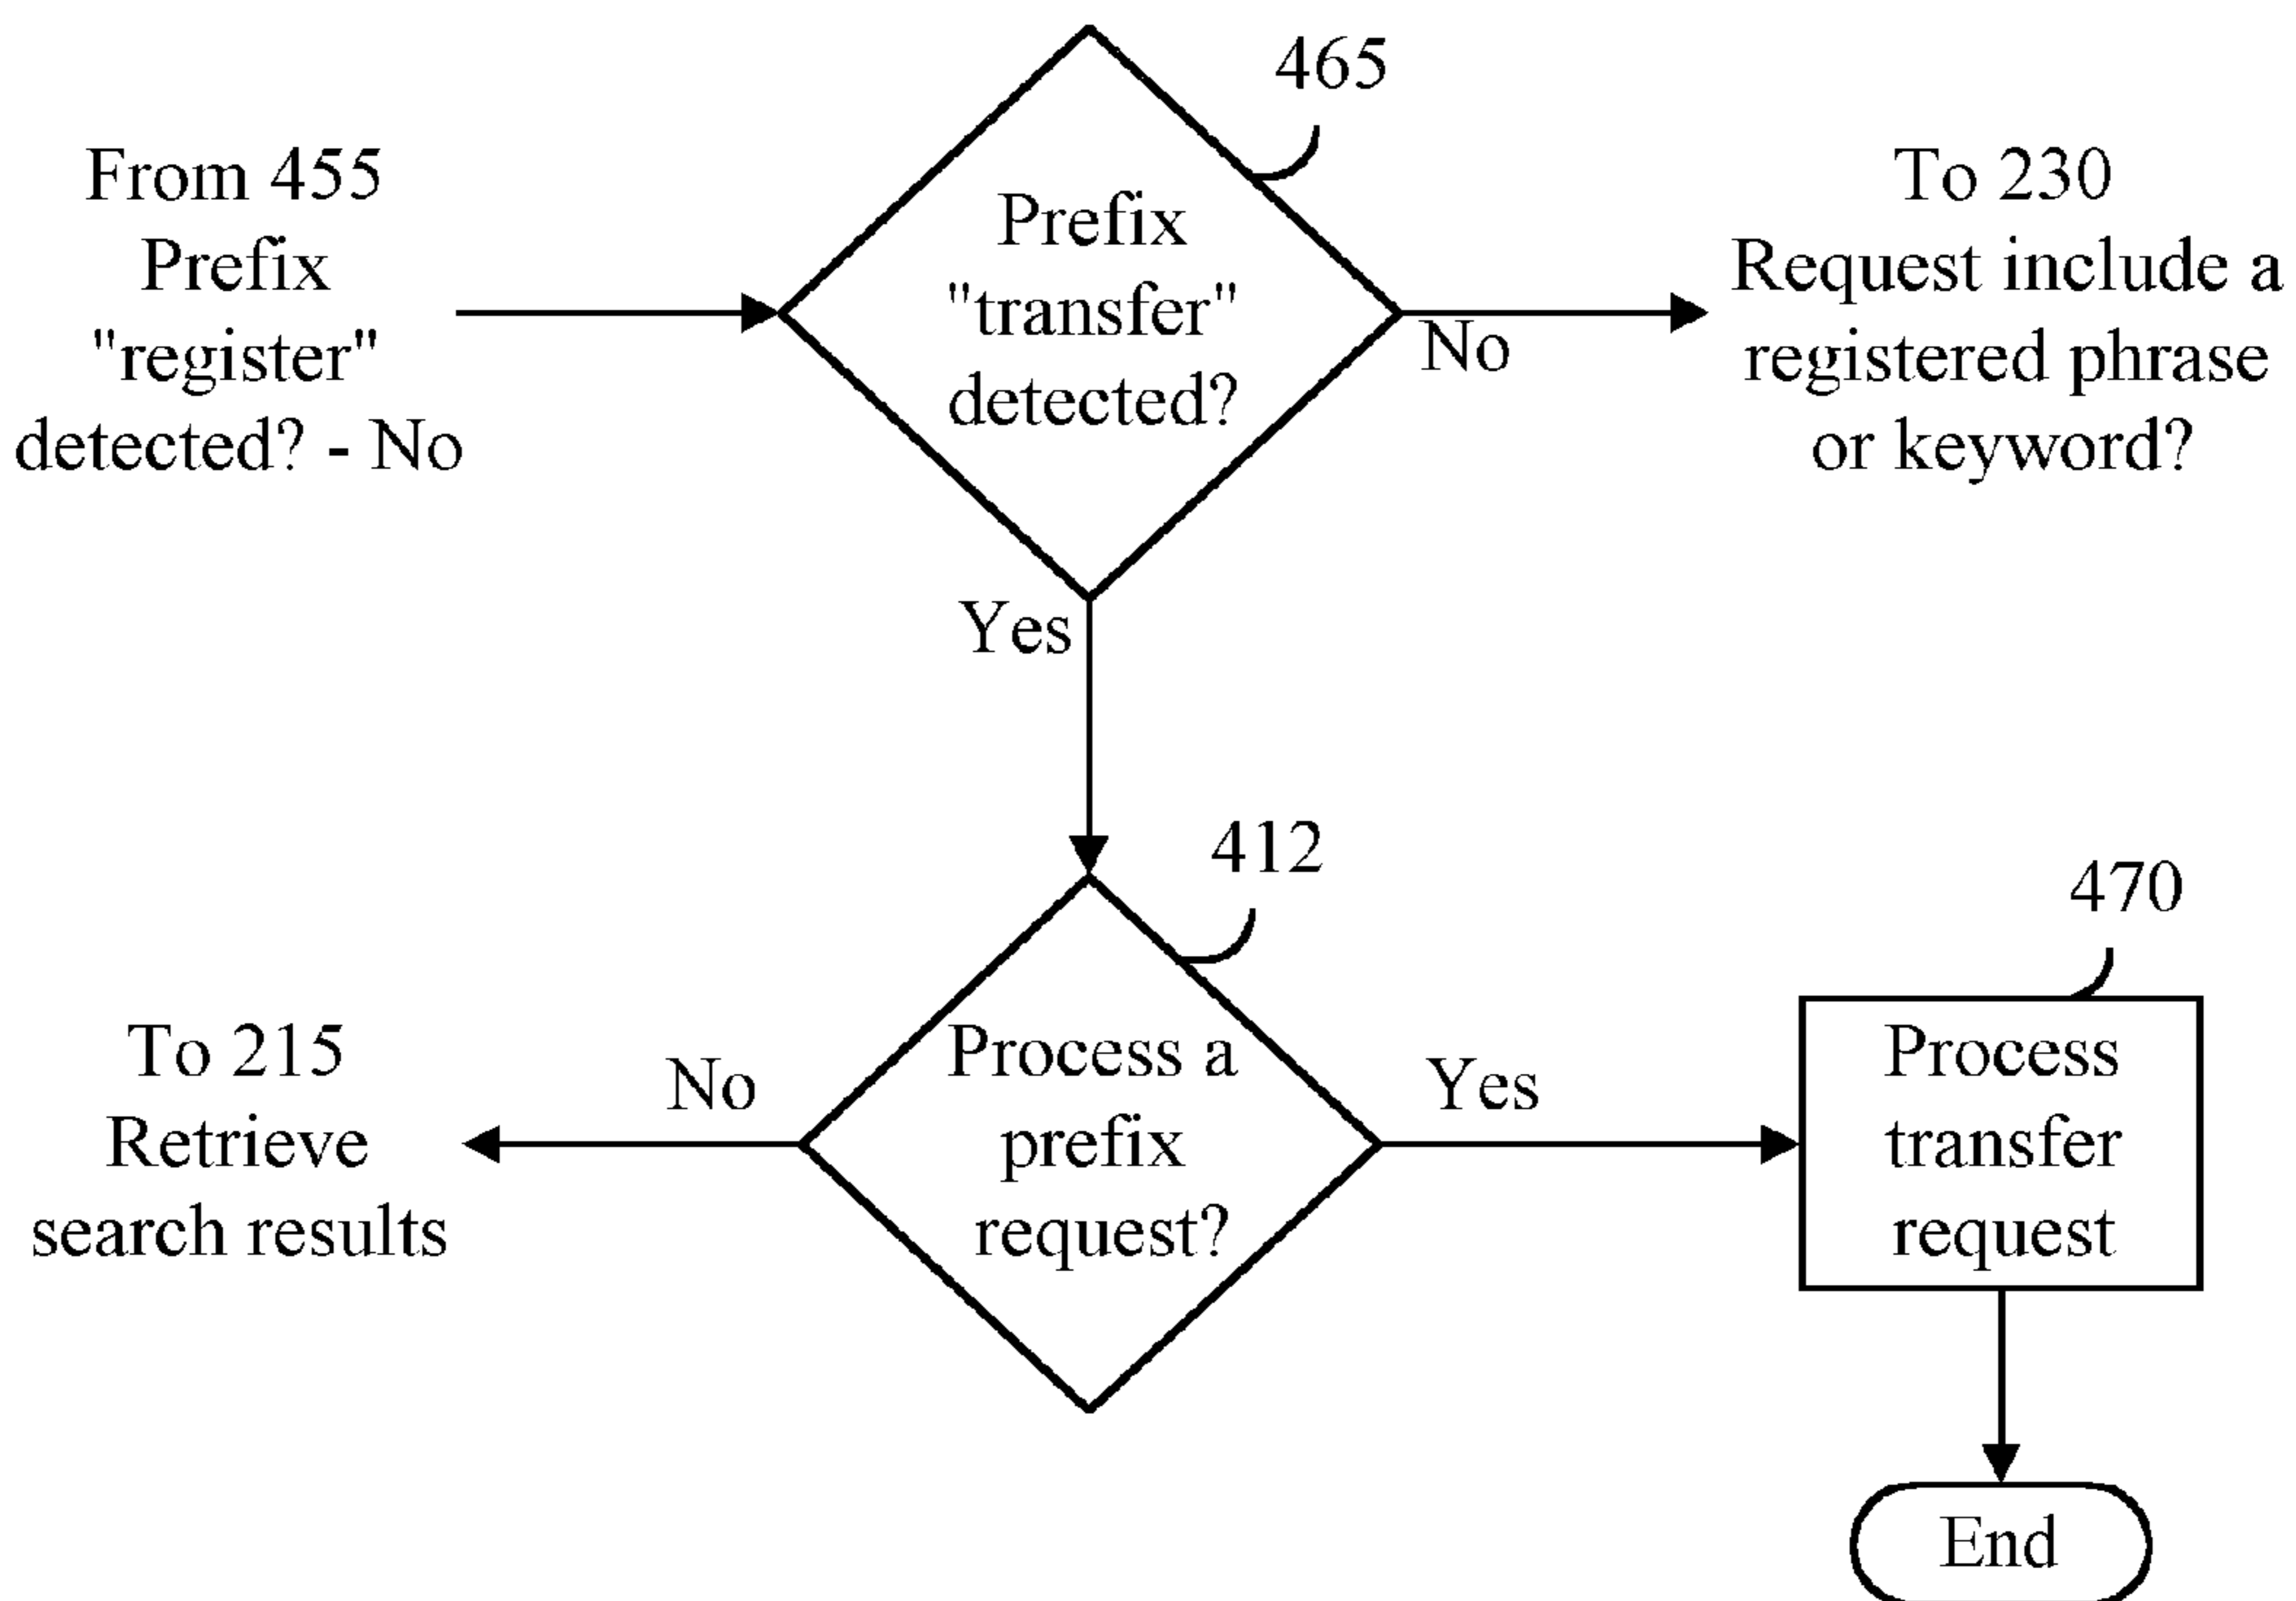 465
From 455
Prefix
"register"
detected? - No
Prefix
"transfer"
detected?
No
To 230
Request include a
registered phrase
or keyword?
Yes
412
470
To 215
Retrieve
search results
No
Process a
prefix
request?
Yes
Process
transfer
request
End